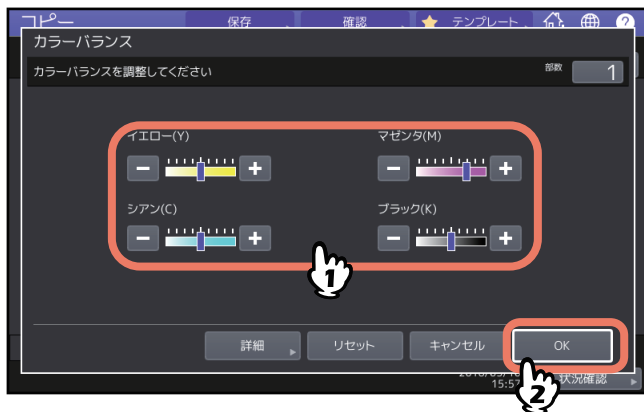 コピー 保存 確認 テンプレート ?
カラーバランス
カラーバランスを調整してください 部数 1
イエロー(Y) マゼンタ(M)
− + − +
シアン(C) ブラック(K)
− + − +
1
詳細 リセット キャンセル OK
15:57 状況確認
2